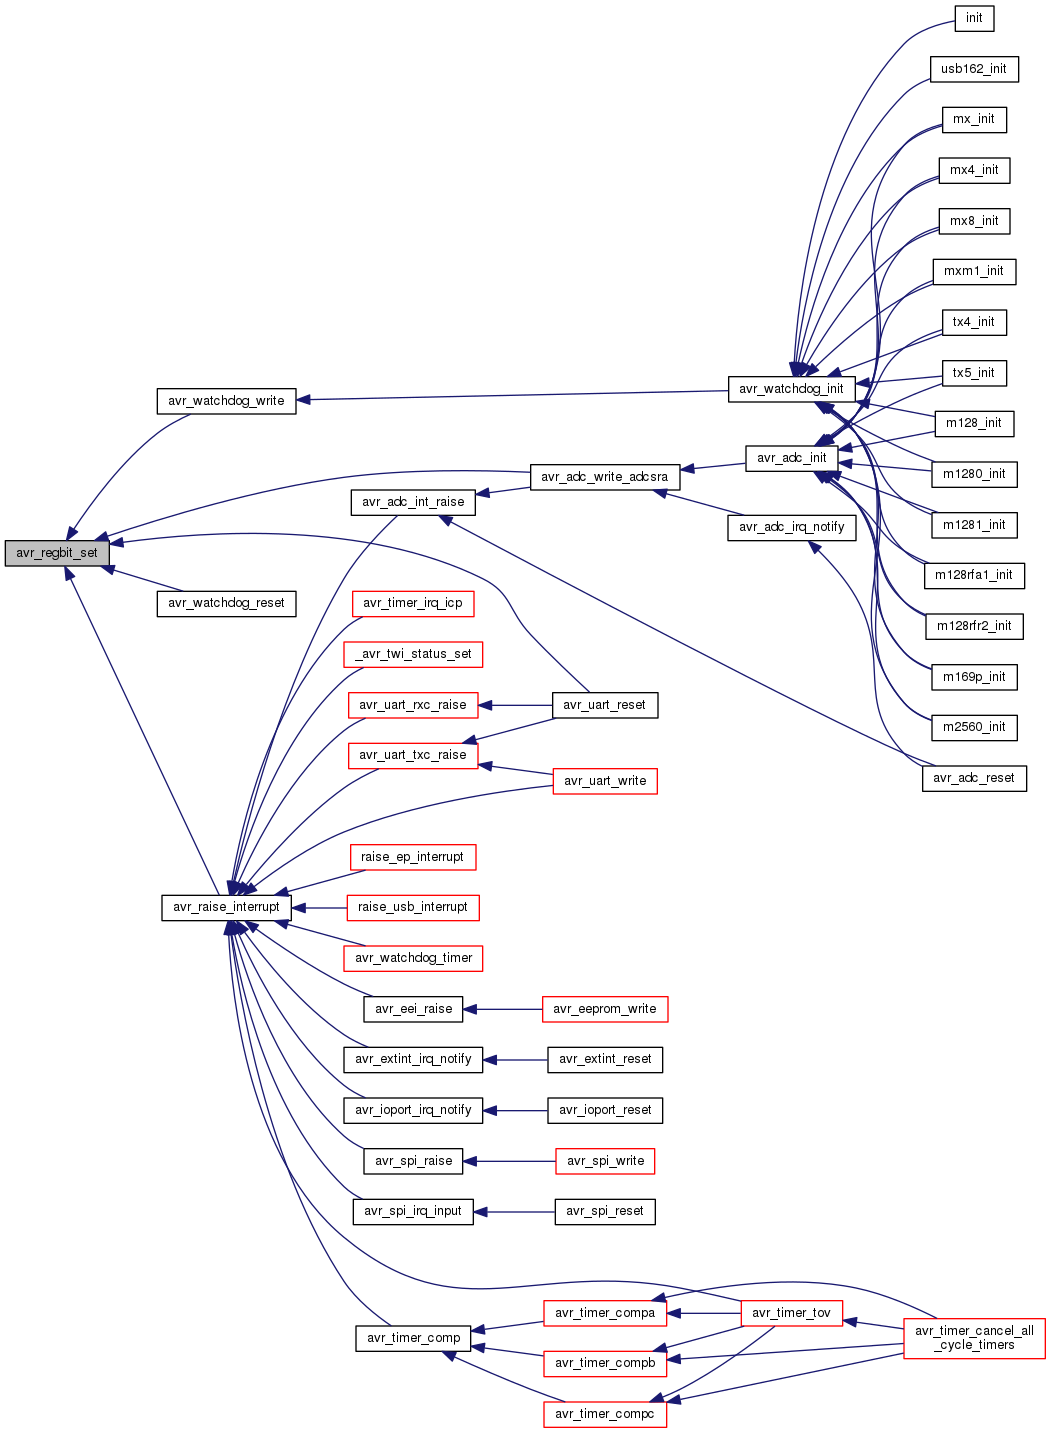 init
usb162_init
mx_init
mx4_init
mx8_init
mxm1_init
tx4_init
tx5_init
avr_watchdog_init
avr_watchdog_write
m128_init
avr_adc_init
m1280_init
avr_adc_write_adcsra
avr_adc_int_raise
m1281_init
avr_adc_irq_notify
avr_regbit_set
m128rfa1_init
avr_watchdog_reset
avr_timer_irq_icp
m128rfr2_init
_avr_twi_status_set
m169p_init
avr_uart_rxc_raise
avr_uart_reset
m2560_init
avr_uart_txc_raise
avr_uart_write
avr_adc_reset
raise_ep_interrupt
avr_raise_interrupt
raise_usb_interrupt
avr_watchdog_timer
avr_eei_raise
avr_eeprom_write
avr_extint_irq_notify
avr_extint_reset
avr_ioport_irq_notify
avr_ioport_reset
avr_spi_raise
avr_spi_write
avr_spi_irq_input
avr_spi_reset
avr_timer_compa
avr_timer_tov
avr_timer_comp
avr_timer_cancel_all
_cycle_timers
avr_timer_compb
avr_timer_compc